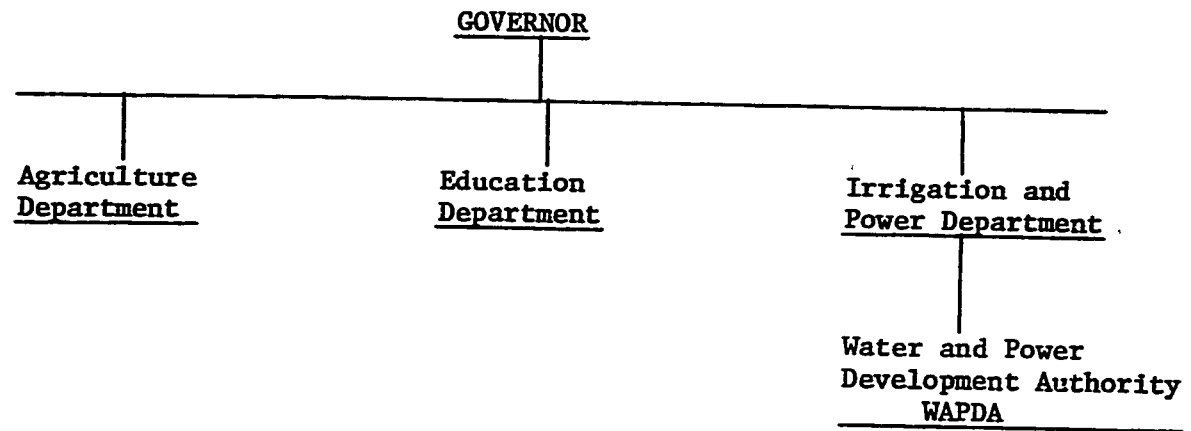 GOVERNOR
Agriculture
Department
Education
Department
Irrigation and
Power Department
Water and Power
Development Authority
WAPDA